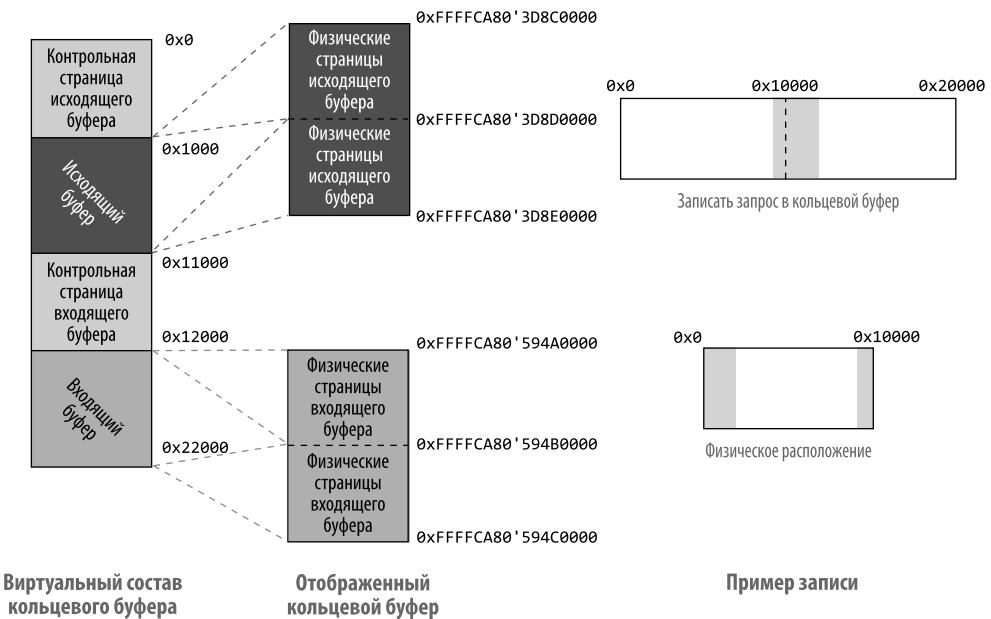 0x0
Контрольная
страница
исходящего
буфера
0x1000
Исходящий
буфер
0x11000
Контрольная
страница
входящего
буфера
0x12000
Входящий
буфер
0x22000
0xFFFFCA80'3D8C0000
Физические
страницы
исходящего
буфера
0xFFFFCA80'3D8D0000
Физические
страницы
исходящего
буфера
0xFFFFCA80'3D8E0000
0xFFFFCA80'594A0000
Физические
страницы
входящего
буфера
0xFFFFCA80'594B0000
Физические
страницы
входящего
буфера
0xFFFFCA80'594C0000
0x0 0x10000 0x20000
Записать запрос в кольцевой буфер
0x0 0x10000
Физическое расположение
Виртуальный состав
кольцевого буфера
Отображенный
кольцевой буфер
Пример записи